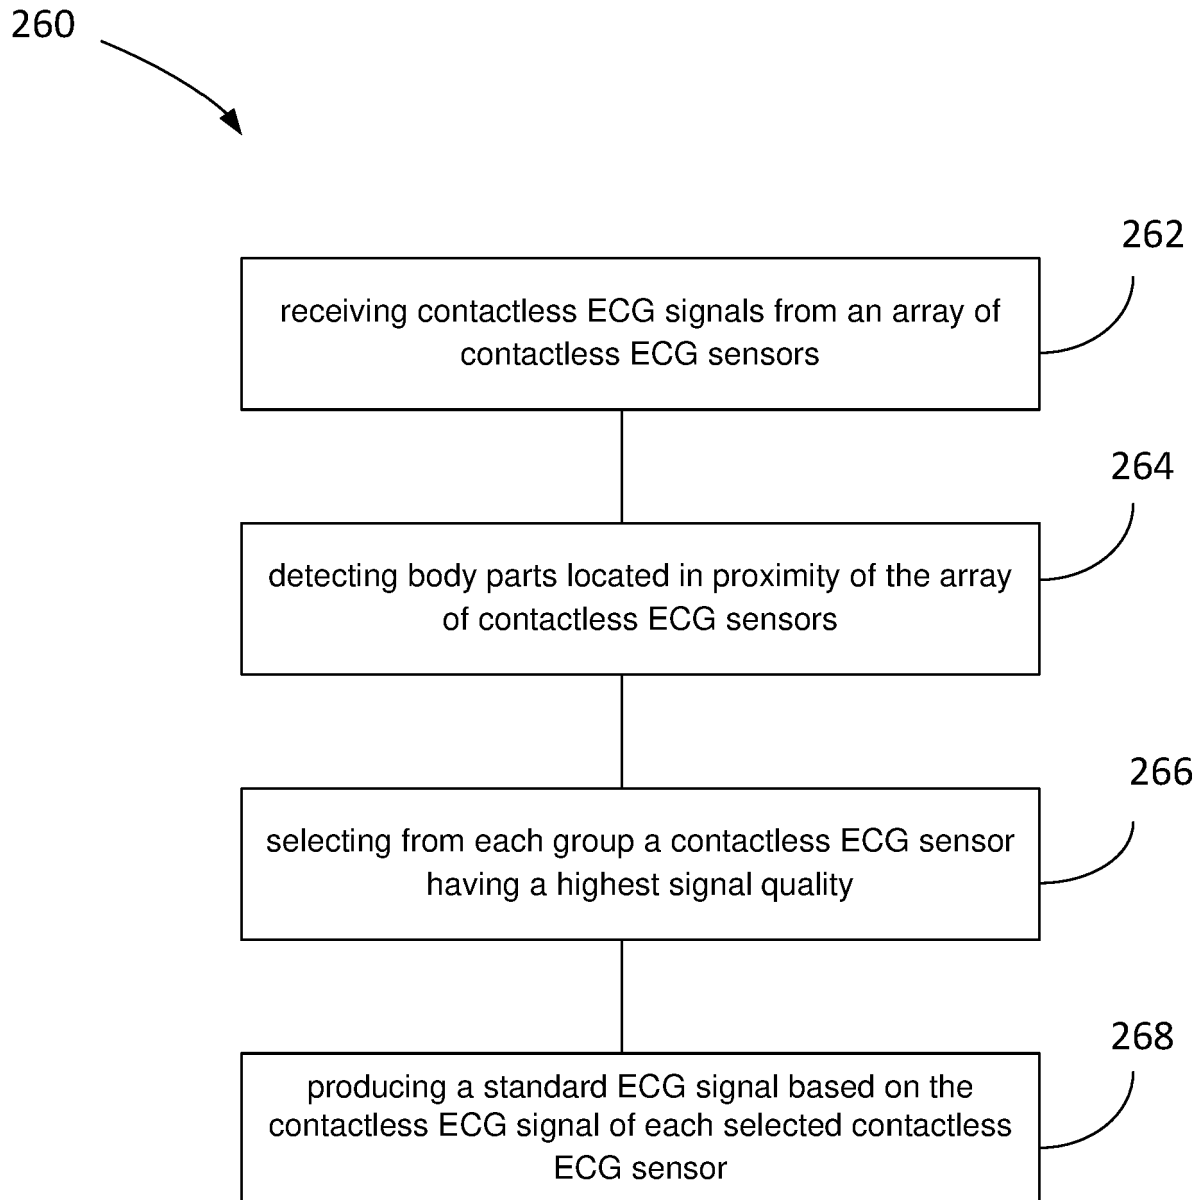 260
262
receiving contactless ECG signals from an array of
contactless ECG sensors
264
detecting body parts located in proximity of the array
of contactless ECG sensors
266
selecting from each group a contactless ECG sensor
having a highest signal quality
268
producing a standard ECG signal based on the
contactless ECG signal of each selected contactless
ECG sensor